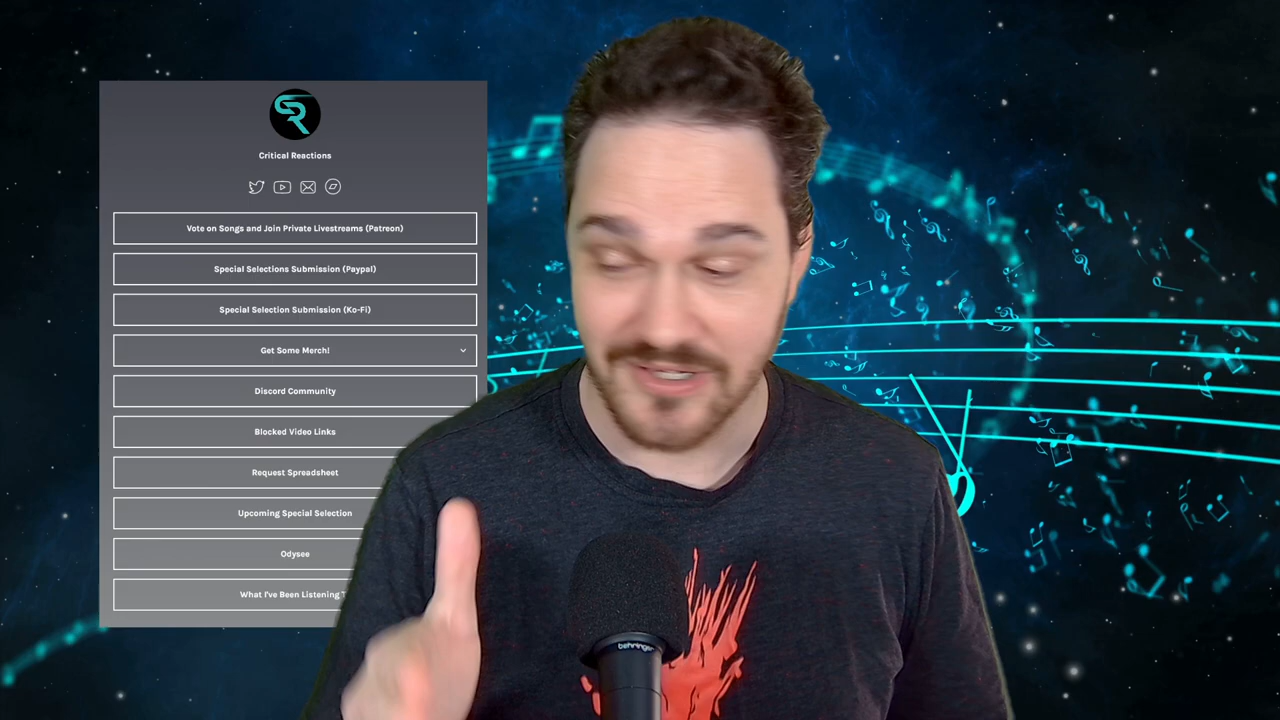 CR
Critical Reactions
Vote on Songs and Join Private Livestreams (Patreon)
Special Selections Submission (Paypal)
Special Selection Submission (Ko-Fi)
Get Some Merch!
Discord Community
Blocked Video Links
Request Spreadsheet
Upcoming Special Selection
Odysee
What I've Been Listening
behringer